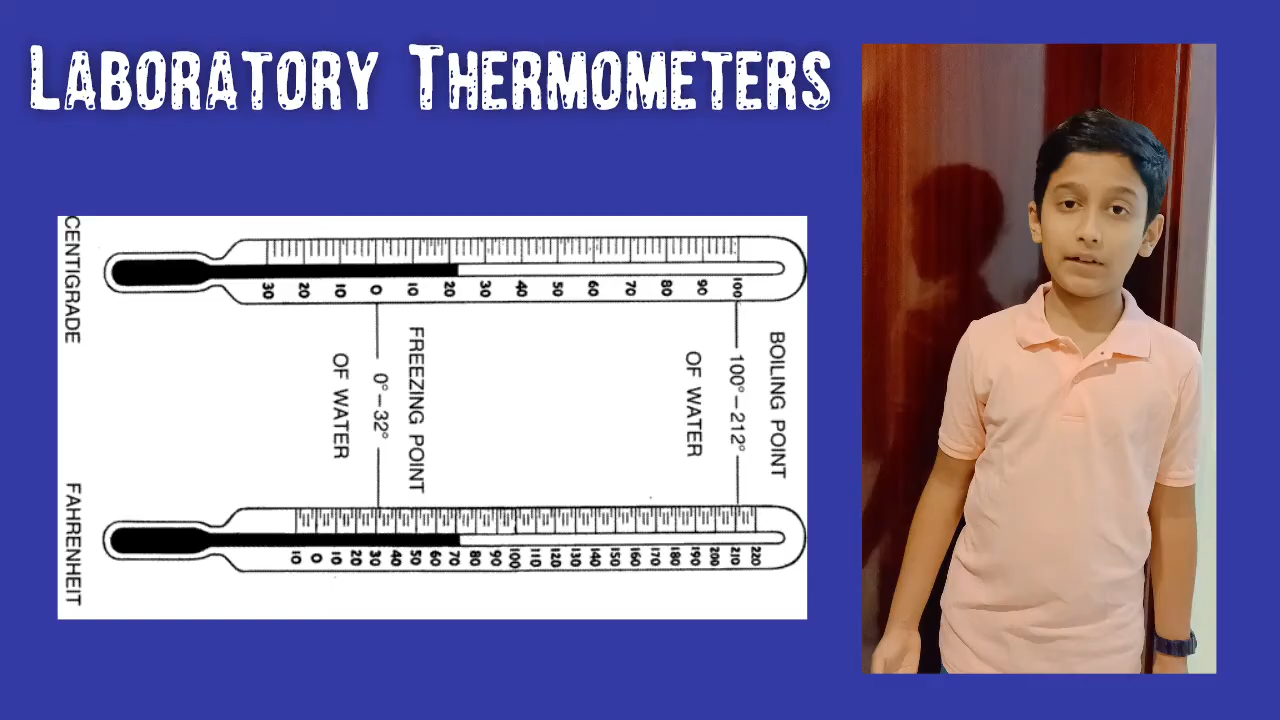 LABORATORY THERMOMETERS
CENTIGRADE
30 20 10 0 10 20 30 40 50 60 70 80 90 100
FREEZING POINT
0° – 32°
OF WATER
BOILING POINT
100° – 212°
OF WATER
FAHRENHEIT
10 0 10 20 30 40 50 60 70 80 90 100 110 120 130 140 150 160 170 180 190 200 210 220